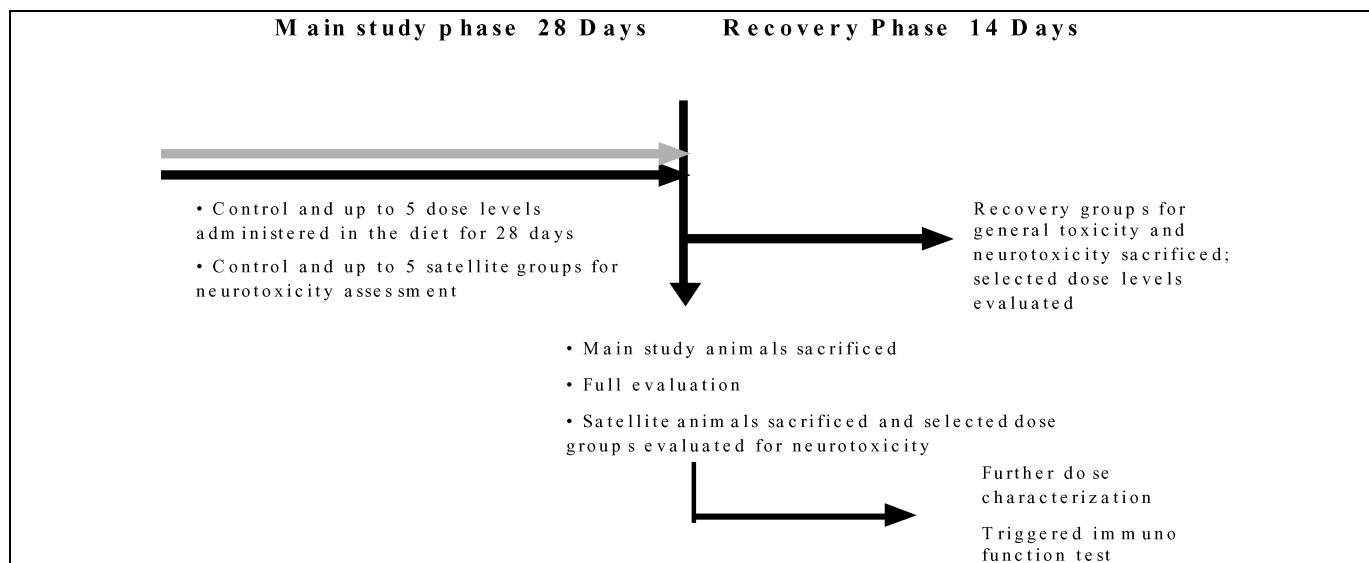 Main study phase 28 Days
Recovery Phase 14 Days
• Control and up to 5 dose levels
administered in the diet for 28 days
• Control and up to 5 satellite groups for
neurotoxicity assessment
Recovery groups for
general toxicity and
neurotoxicity sacrificed;
selected dose levels
evaluated
• Main study animals sacrificed
• Full evaluation
• Satellite animals sacrificed and selected dose
groups evaluated for neurotoxicity
Further dose
characterization
Triggered immuno
function test